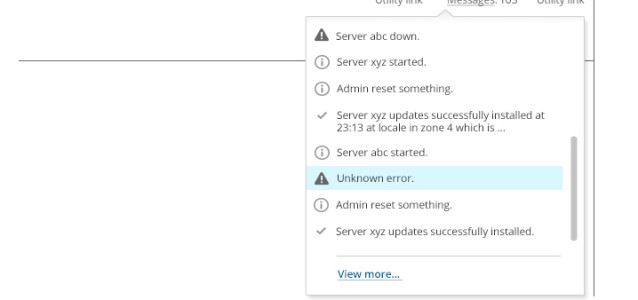 Utility link Messages: 103 Utility link
Server abc down.
Server xyz started.
Admin reset something.
Server xyz updates successfully installed at
23:13 at locale in zone 4 which is ...
Server abc started.
Unknown error.
Admin reset something.
Server xyz updates successfully installed.
View more...